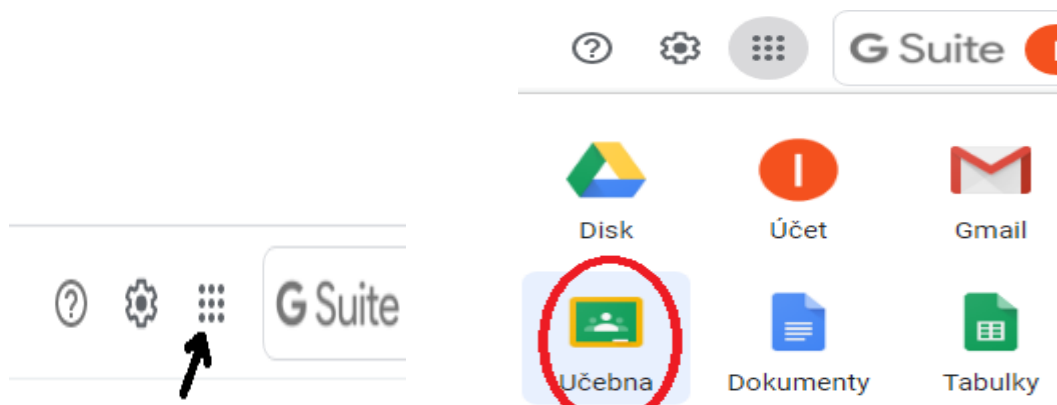 G Suite
G Suite
Disk
Účet
Gmail
Učebna
Dokumenty
Tabulky